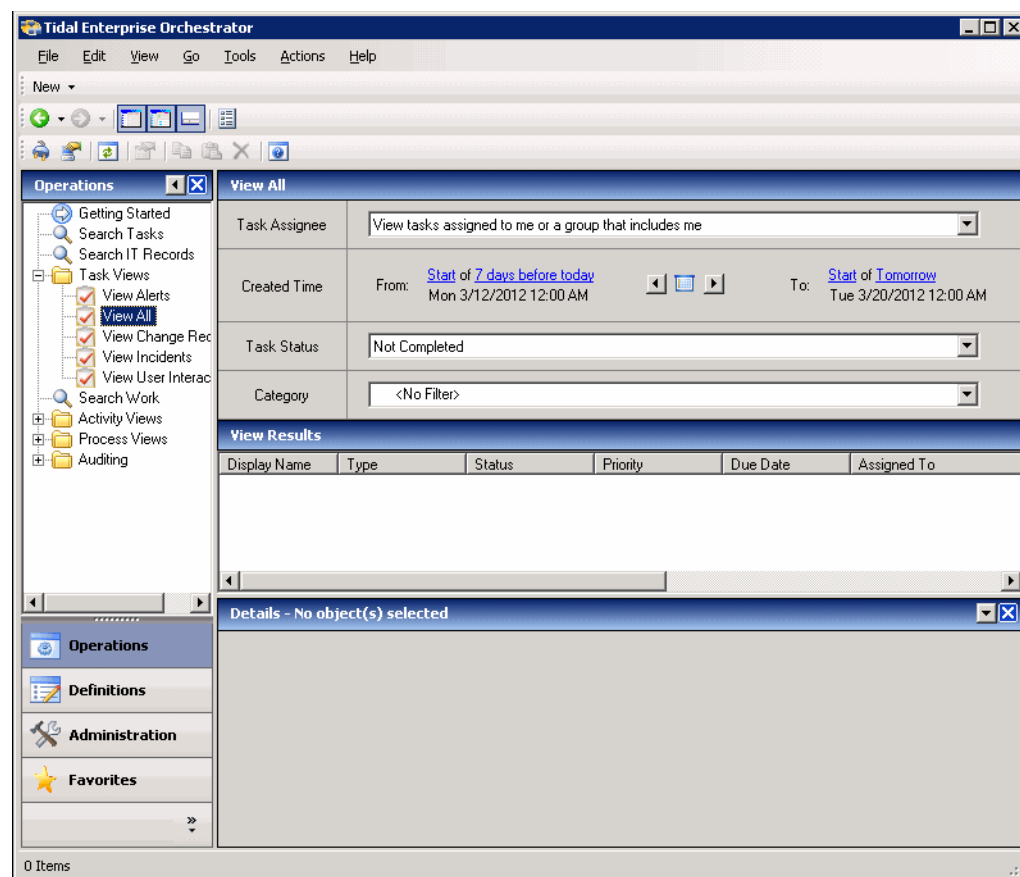 Tidal Enterprise Orchestrator
File Edit View Go Tools Actions Help
New
Operations
Getting Started
Search Tasks
Search IT Records
Task Views
View Alerts
View All
View Change Rec
View Incidents
View User Interac
Search Work
Activity Views
Process Views
Auditing
Operations
Definitions
Administration
Favorites
View All
Task Assignee View tasks assigned to me or a group that includes me
Created Time From: Start of 7 days before today To: Start of Tomorrow
Mon 3/12/2012 12:00 AM Tue 3/20/2012 12:00 AM
Task Status Not Completed
Category <No Filter>
View Results
Display Name Type Status Priority Due Date Assigned To
Details - No object(s) selected
0 Items